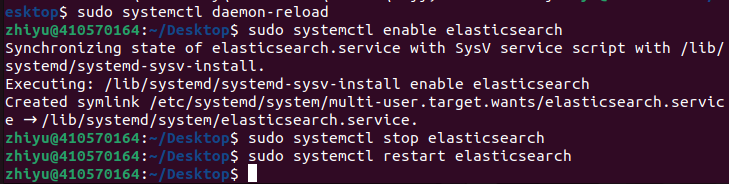 esktop$ sudo systemctl daemon-reload
zhiyu@410570164:~/Desktop$ sudo systemctl enable elasticsearch
Synchronizing state of elasticsearch.service with SysV service script with /lib/
systemd/systemd-sysv-install.
Executing: /lib/systemd/systemd-sysv-install enable elasticsearch
Created symlink /etc/systemd/system/multi-user.target.wants/elasticsearch.servic
e → /lib/systemd/system/elasticsearch.service.
zhiyu@410570164:~/Desktop$ sudo systemctl stop elasticsearch
zhiyu@410570164:~/Desktop$ sudo systemctl restart elasticsearch
zhiyu@410570164:~/Desktop$